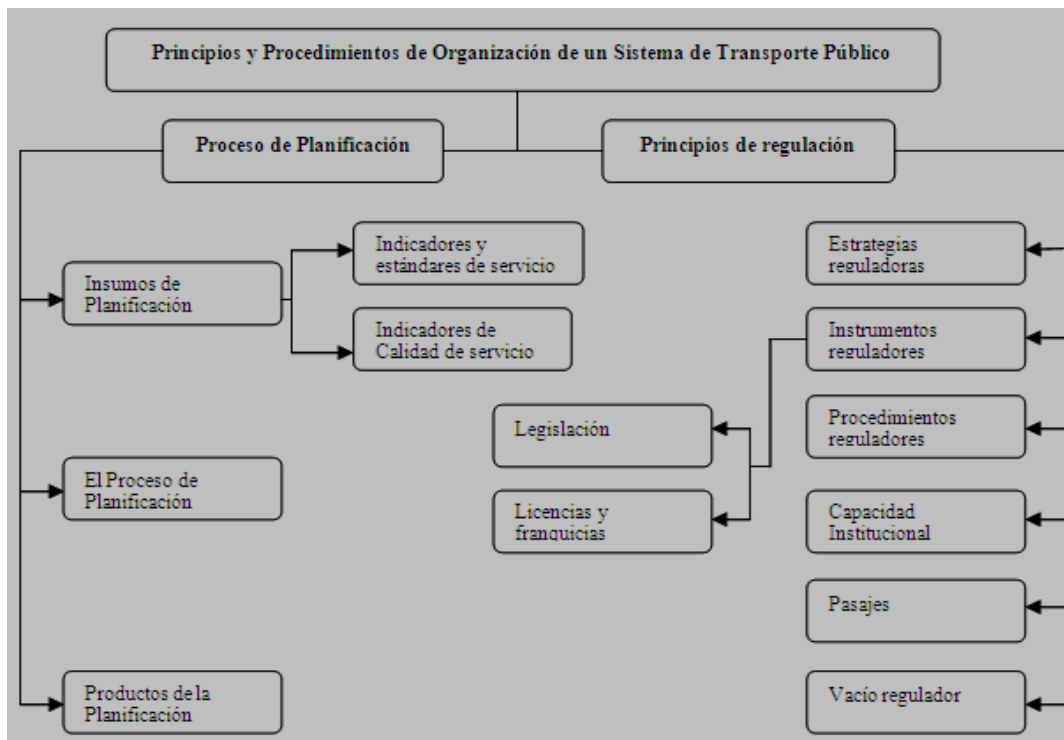 Principios y Procedimientos de Organización de un Sistema de Transporte Público
Proceso de Planificación
Principios de regulación
Insumos de
Planificación
Indicadores y
estándares de servicio
Indicadores de
Calidad de servicio
El Proceso de
Planificación
Productos de la
Planificación
Estrategias
reguladoras
Instrumentos
reguladores
Legislación
Licencias y
franquicias
Procedimientos
reguladores
Capacidad
Institucional
Pasajes
Vacío regulador